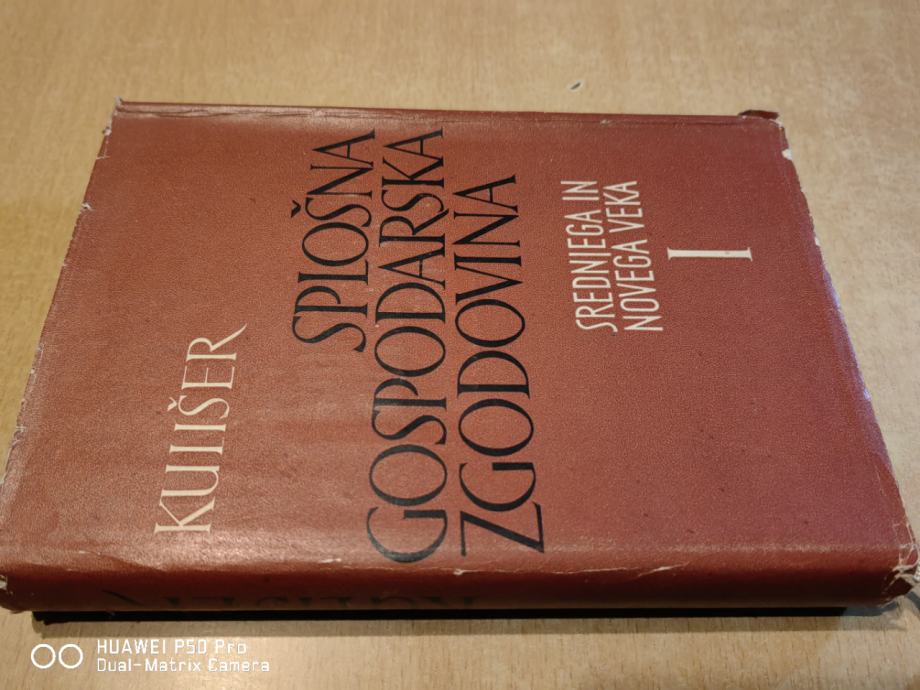 KULIŠER
SPLOŠNA
GOSPODARSKA
ZGODOVINA
SREDNJEGA IN
NOVEGA VEKA
I
HUAWEI P50 Pro
Dual-Matrix Camera